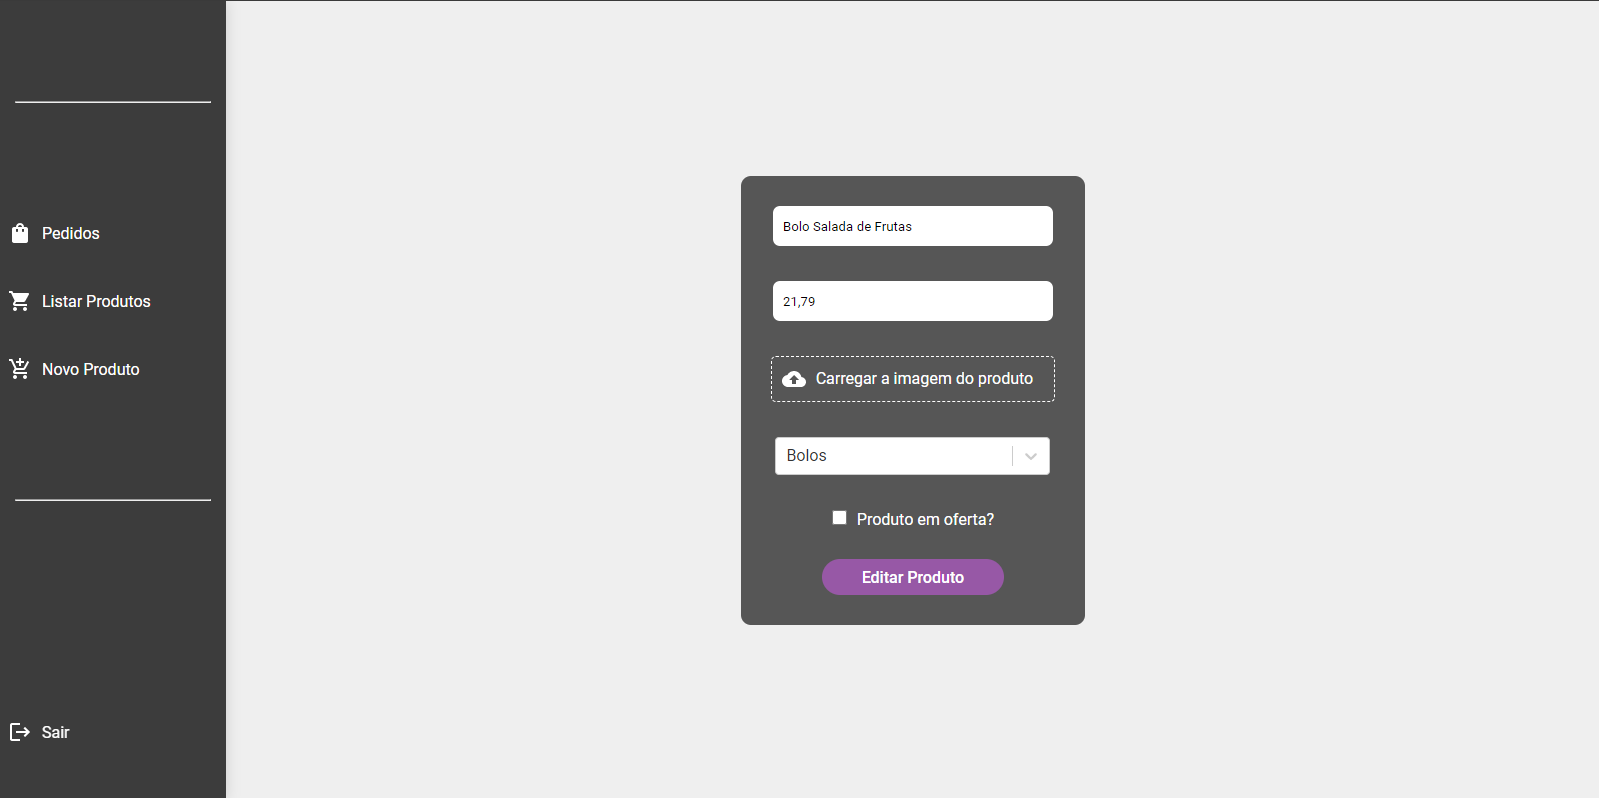 Pedidos
Listar Produtos
Novo Produto
Sair
Bolo Salada de Frutas
21,79
Carregar a imagem do produto
Bolos
Produto em oferta?
Editar Produto